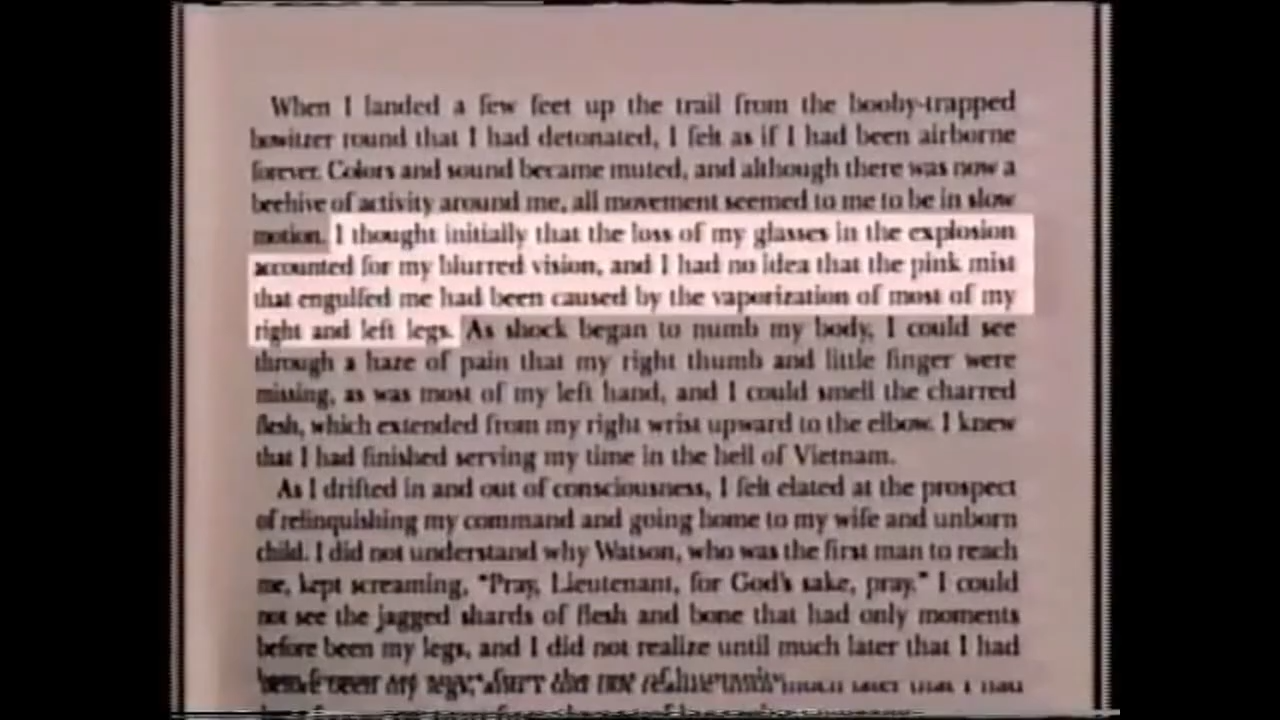 When I landed a few feet up the trail from the booby-trapped
howitzer round that I had detonated, I felt as if I had been airborne
forever. Colors and sound became muted, and although there was now a
beehive of activity around me, all movement seemed to me to be in slow
motion. I thought initially that the loss of my glasses in the explosion
accounted for my blurred vision, and I had no idea that the pink mist
that engulfed me had been caused by the vaporization of most of my
right and left legs. As shock began to numb my body, I could see
through a haze of pain that my right thumb and little finger were
missing, as was most of my left hand, and I could smell the charred
flesh, which extended from my right wrist upward to the elbow. I knew
that I had finished serving my time in the hell of Vietnam.
As I drifted in and out of consciousness, I felt elated at the prospect
of relinquishing my command and going home to my wife and unborn
child. I did not understand why Watson, who was the first man to reach
me, kept screaming, "Pray, Lieutenant, for God's sake, pray." I could
not see the jagged shards of flesh and bone that had only moments
before been my legs, and I did not realize until much later that I had